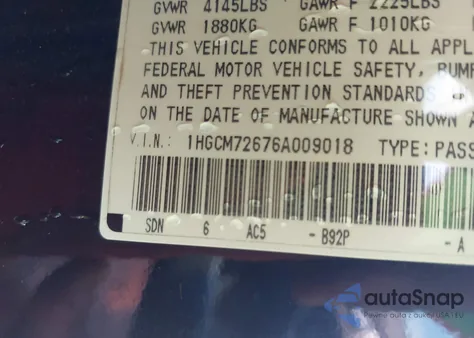 GVWR 4145LBS GAWR F 2225LBS
GVWR 1880KG GAWR F 1010KG
THIS VEHICLE CONFORMS TO ALL APPL
FEDERAL MOTOR VEHICLE SAFETY, BUMP
AND THEFT PREVENTION STANDARDS
ON THE DATE OF MANUFACTURE SHOWN A
V.I.N.: 1HGCM72676A009018 TYPE:PASS
SDN 6 AC5 - B92P - A
autaSnap